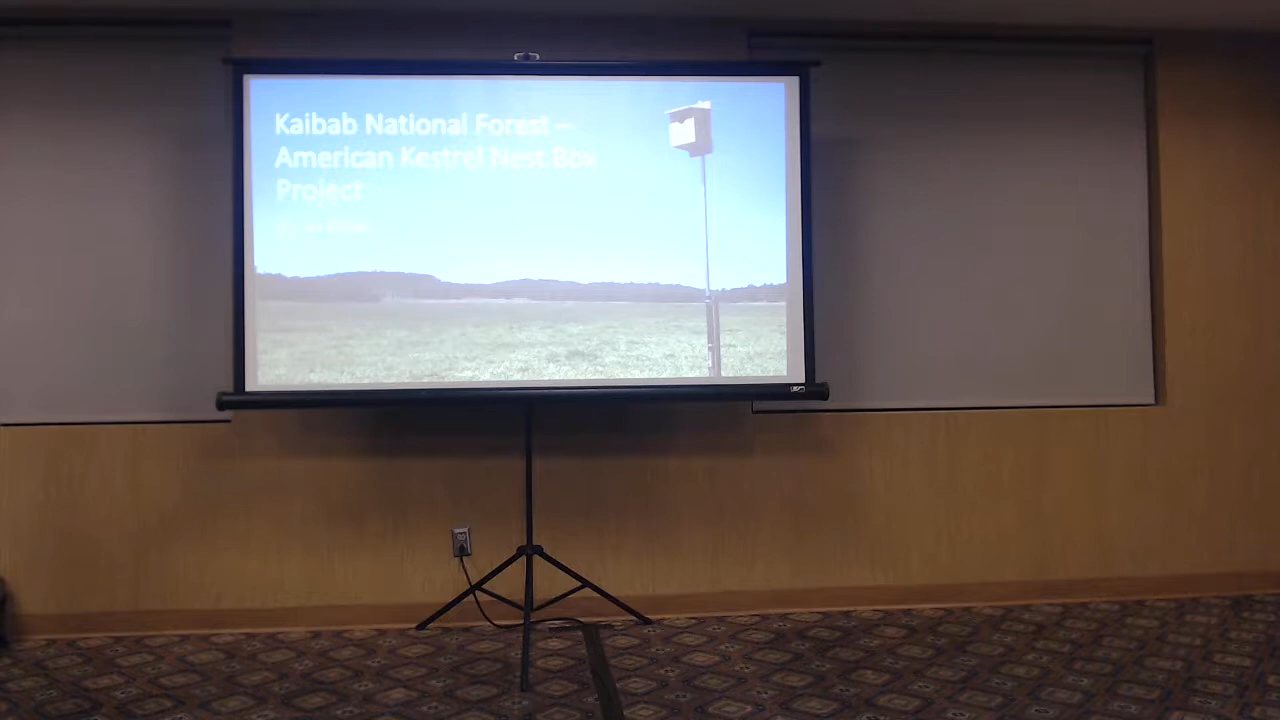 Kaibab National Forest –
American Kestrel Nest Box
Project